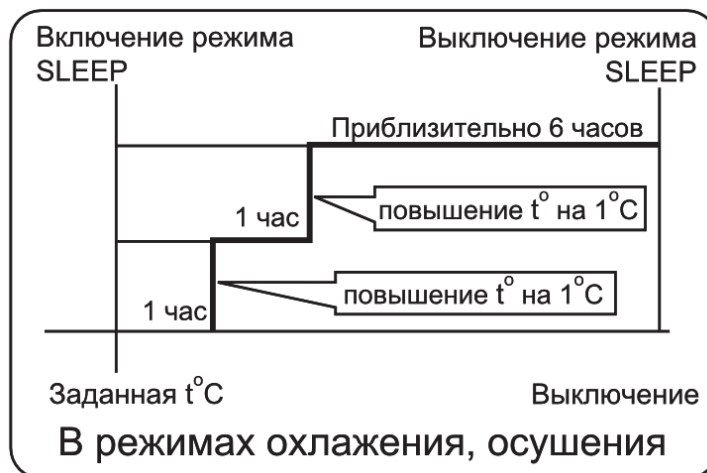 Включение режима
SLEEP
Выключение режима
SLEEP
Приблизительно 6 часов
1 час
повышение t° на 1°C
1 час
повышение t° на 1°C
Заданная t°C
Выключение
В режимах охлажения, осушения